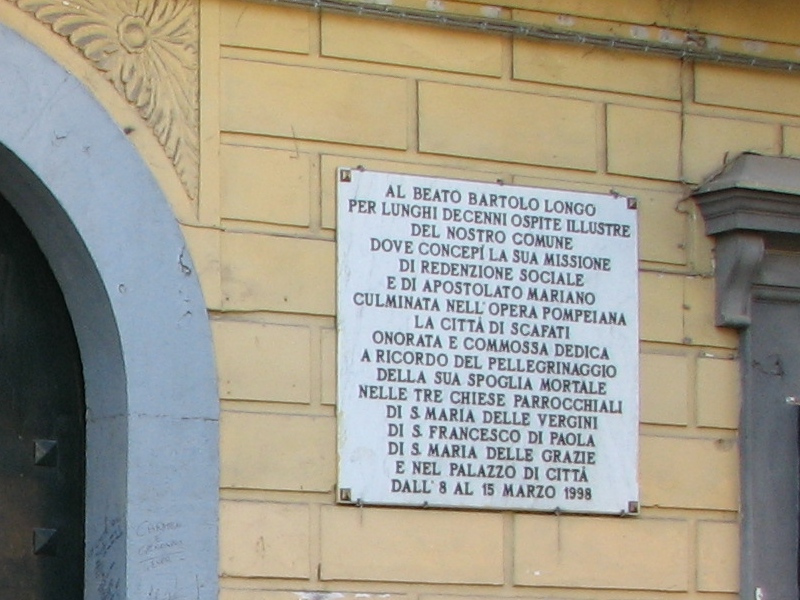 AL BEATO BARTOLO LONGO
PER LUNGHI DECENNI OSPITE ILLUSTRE
DEL NOSTRO COMUNE
DOVE CONCEPÍ LA SUA MISSIONE
DI REDENZIONE SOCIALE
E DI APOSTOLATO MARIANO
CULMINATA NELL'OPERA POMPEIANA
LA CITTÀ DI SCAFATI
ONORATA E COMMOSSA DEDICA
A RICORDO DEL PELLEGRINAGGIO
DELLA SUA SPOGLIA MORTALE
NELLE TRE CHIESE PARROCCHIALI
DI S. MARIA DELLE VERGINI
DI S. FRANCESCO DI PAOLA
DI S. MARIA DELLE GRAZIE
E NEL PALAZZO DI CITTÀ
DALL' 8 AL 15 MARZO 1998